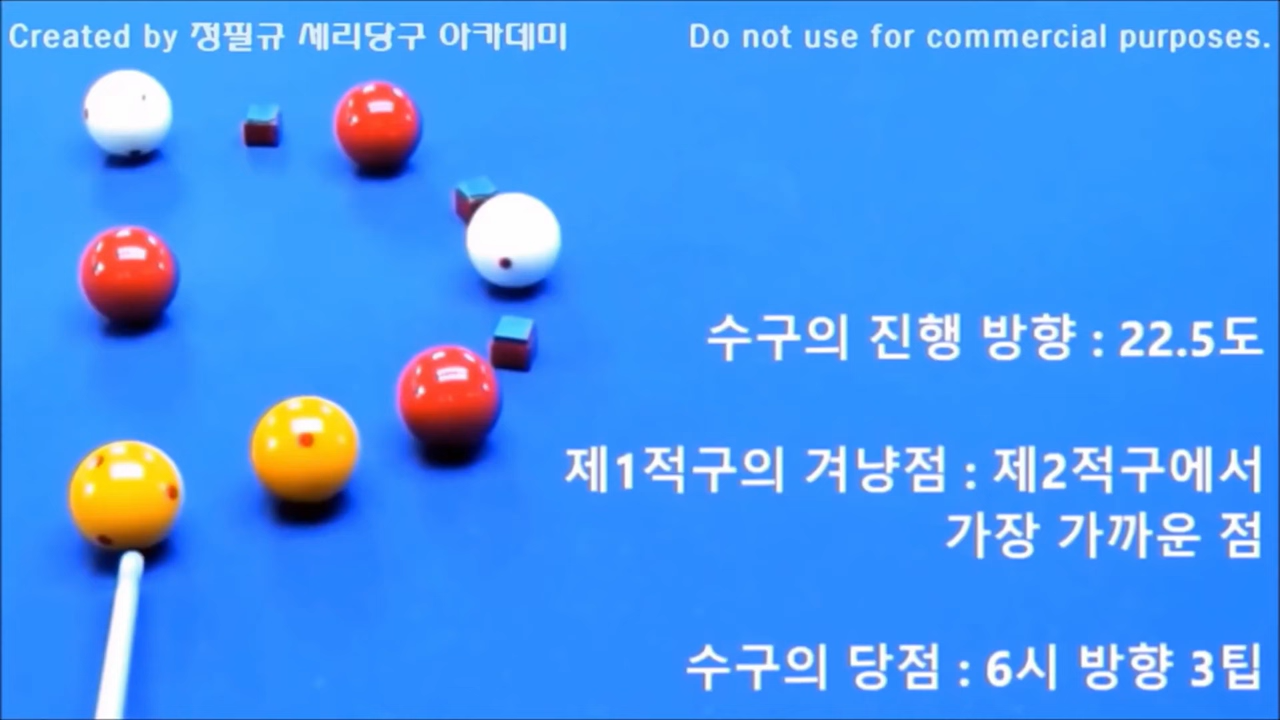 Created by 정필규 세리당구 아카데미
Do not use for commercial purposes.
수구의 진행 방향 : 22.5도
제1적구의 겨냥점 : 제2적구에서
가장 가까운 점
수구의 당점 : 6시 방향 3팁